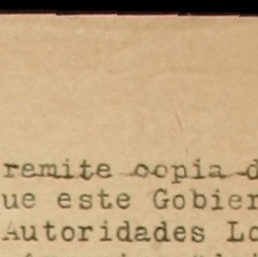 remite copia d
ue este Gobier
Autoridades Lo